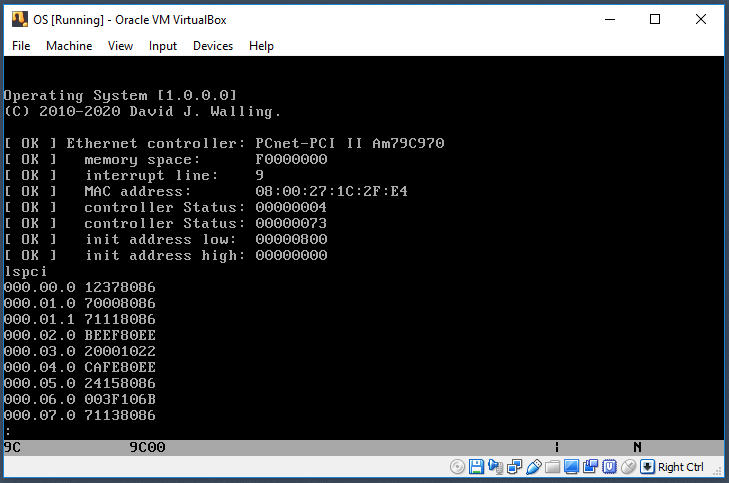 OS [Running] - Oracle VM VirtualBox
File Machine View Input Devices Help
Operating System [1.0.0.0]
(C) 2010-2020 David J. Walling.
[ OK ] Ethernet controller: PCnet-PCI II Am79C970
[ OK ] memory space: F0000000
[ OK ] interrupt line: 9
[ OK ] MAC address: 08:00:27:1C:2F:E4
[ OK ] controller Status: 00000004
[ OK ] controller Status: 00000073
[ OK ] init address low: 00000800
[ OK ] init address high: 00000000
lspci
000.00.0 12378086
000.01.0 70008086
000.01.1 71118086
000.02.0 BEEF80EE
000.03.0 20001022
000.04.0 CAFE80EE
000.05.0 24158086
000.06.0 003F106B
000.07.0 71138086
:
9C 9C00 ¦ N
Right Ctrl